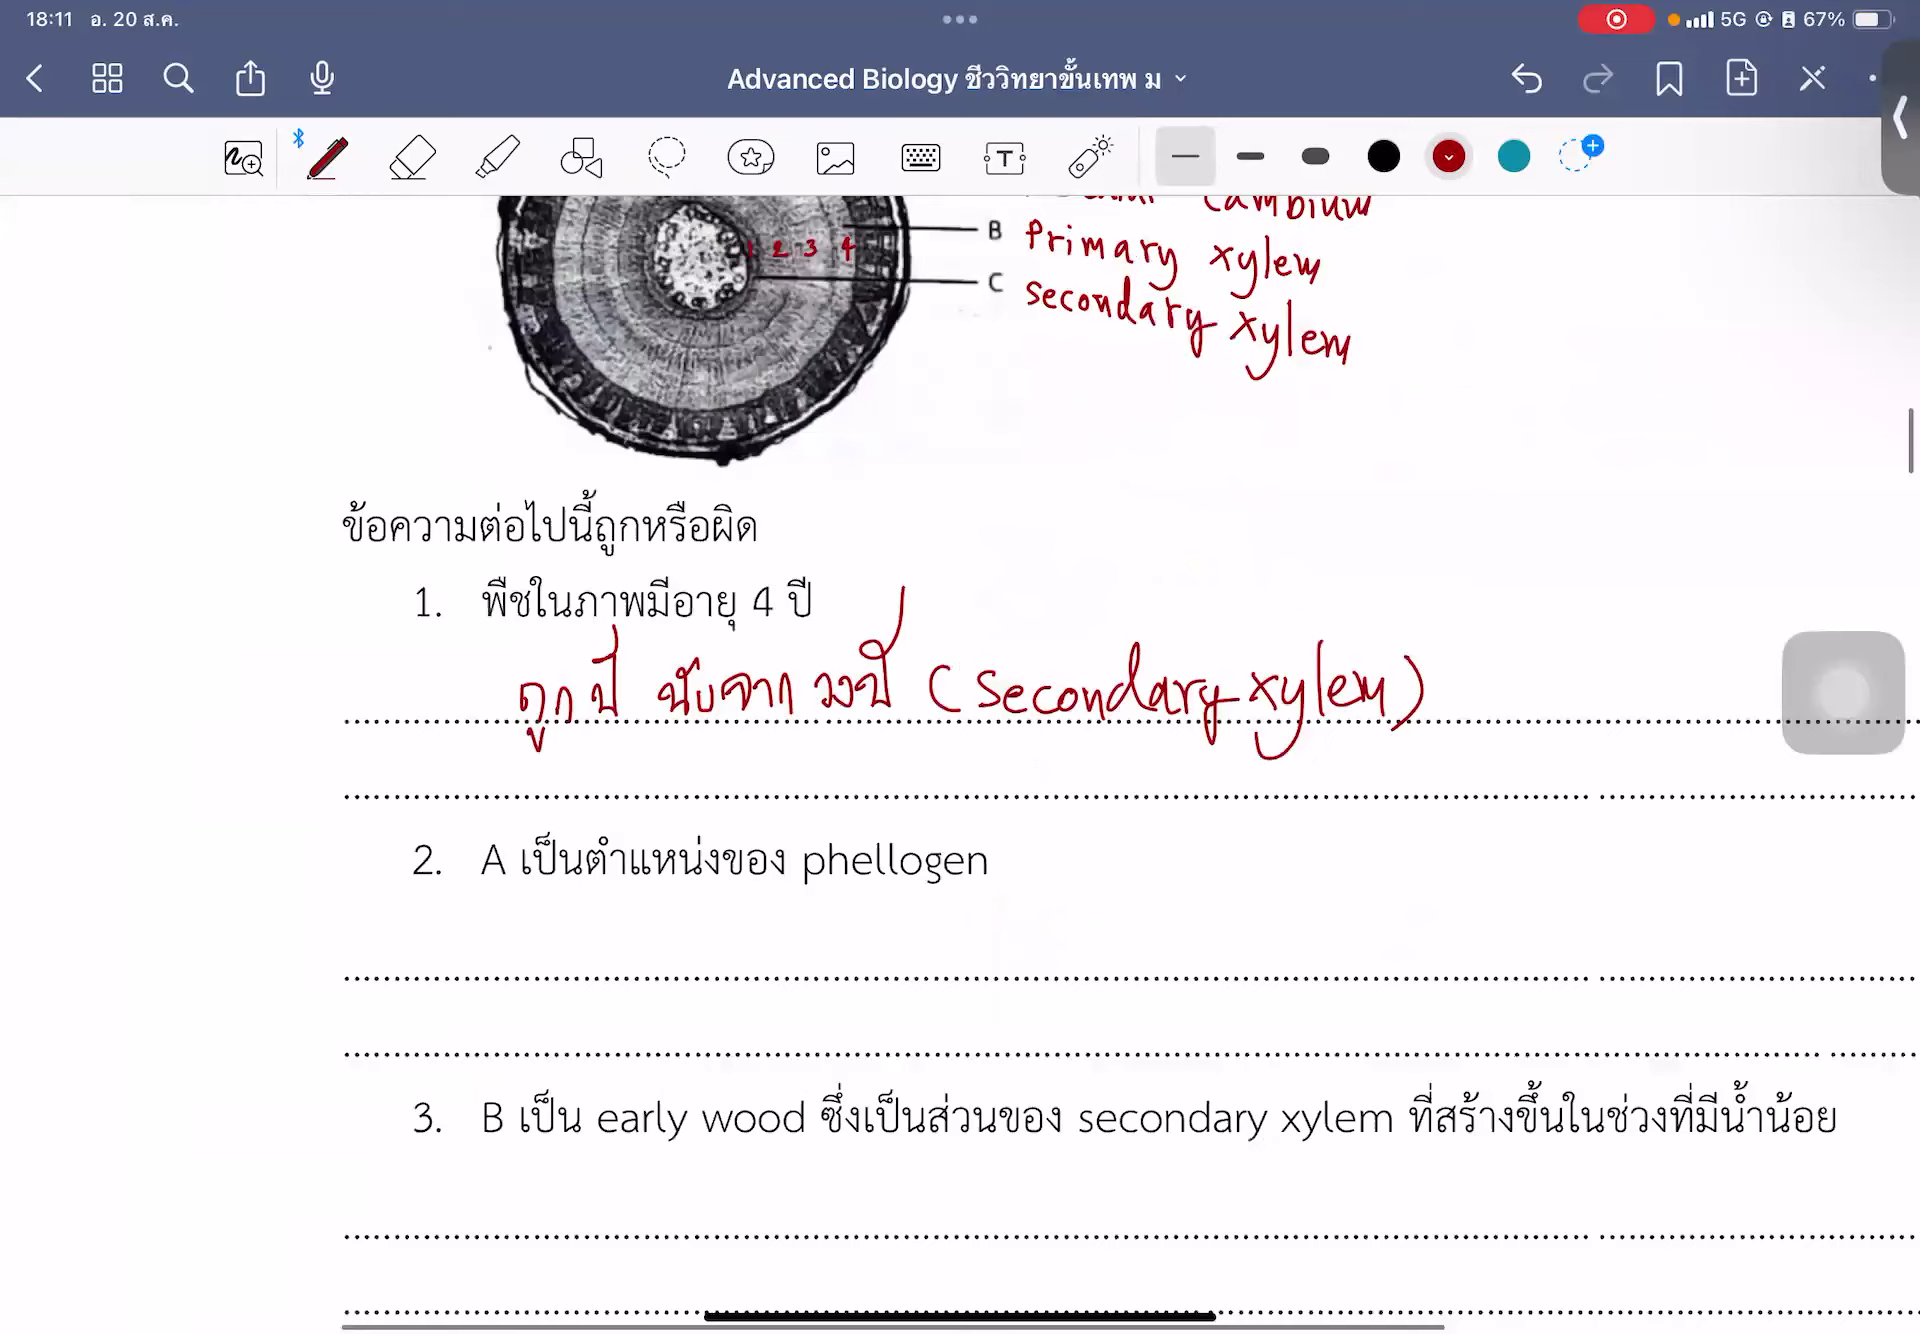 18:11 อ. 20 ส.ค.
5G 67%
Advanced Biology ชีววิทยาขั้นเทพ ม
T
cambium
B Primary xylem
1 2 3 4
C secondary xylem
ข้อความต่อไปนี้ถูกหรือผิด
1. พืชในภาพมีอายุ 4 ปี
ถูก ปี นับจาก วงปี (secondary xylem)
2. A เป็นตำแหน่งของ phellogen
3. B เป็น early wood ซึ่งเป็นส่วนของ secondary xylem ที่สร้างขึ้นในช่วงที่มีน้ำน้อย